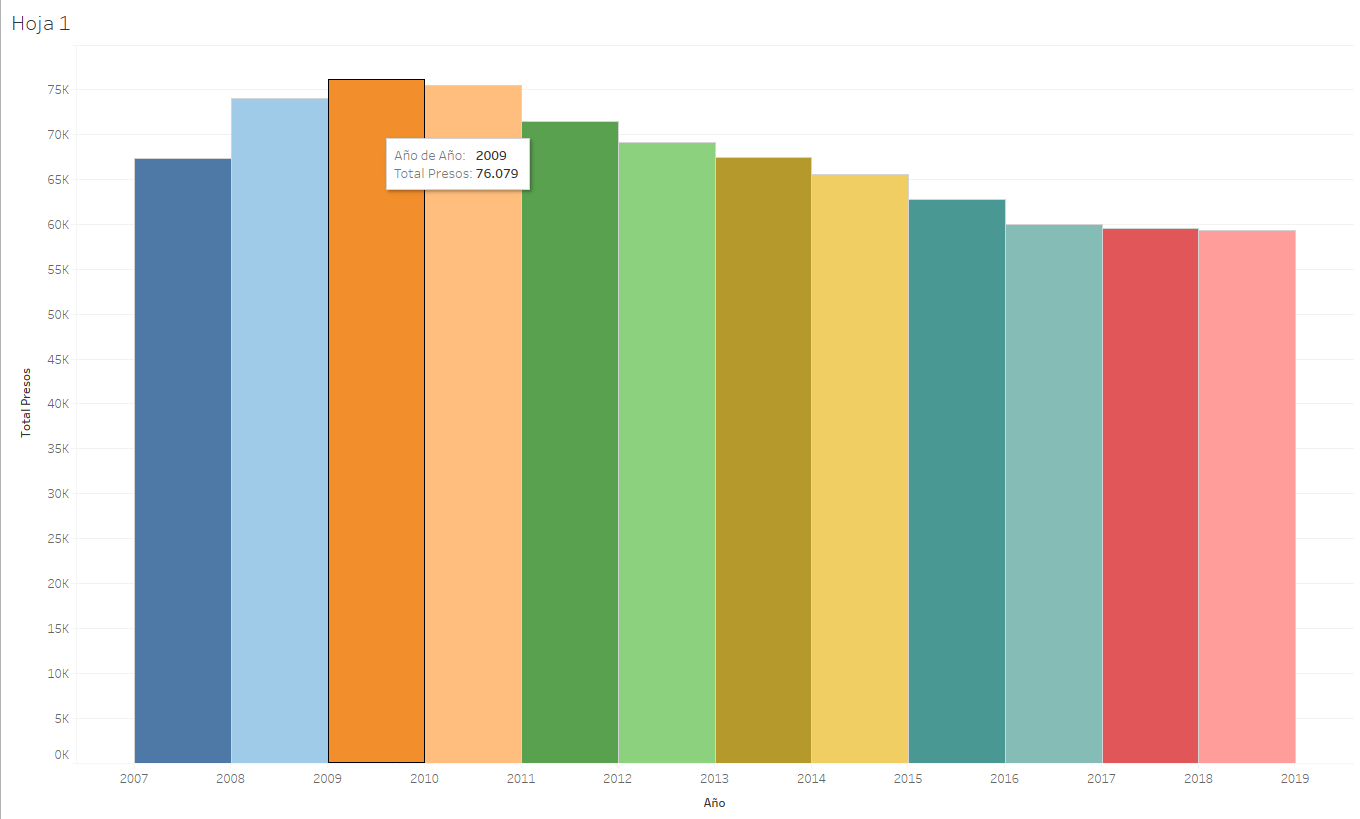 Hoja 1
75K
70K
65K
60K
55K
50K
45K
40K
35K
30K
25K
20K
15K
10K
5K
0K
Total Presos
Año de Año: 2009
Total Presos: 76.079
2007 2008 2009 2010 2011 2012 2013 2014 2015 2016 2017 2018 2019
Año